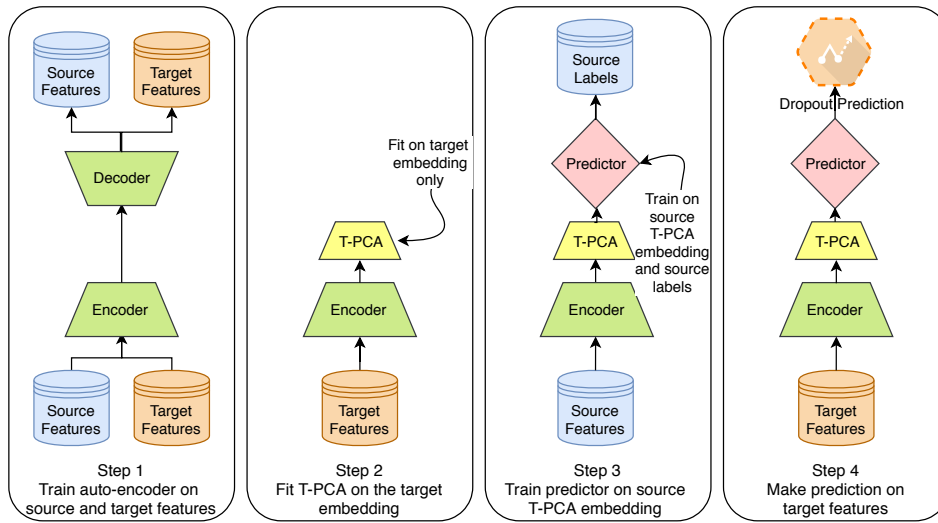 Source
Features
Target
Features
Decoder
Encoder
Source
Features
Target
Features
Step 1
Train auto-encoder on
source and target features
Fit on target
embedding
only
T-PCA
Encoder
Target
Features
Step 2
Fit T-PCA on the target
embedding
Source
Labels
Predictor
Train on
source
T-PCA
embedding
and source
labels
T-PCA
Encoder
Source
Features
Step 3
Train predictor on source
T-PCA embedding
Dropout Prediction
Predictor
T-PCA
Encoder
Target
Features
Step 4
Make prediction on
target features